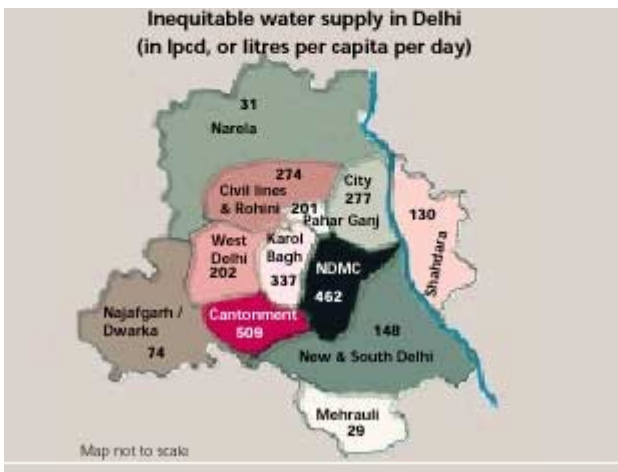 Inequitable water supply in Delhi
(in lpcd, or litres per capita per day)
31
Narela
274
Civil lines
& Rohini
City
277
201
Pahar Ganj
130
Shahdara
West
Delhi
202
Karol
Bagh
337
NDMC
462
Najafgarh /
Dwarka
74
Cantonment
509
148
New & South Delhi
Mehrauli
29
Map not to scale